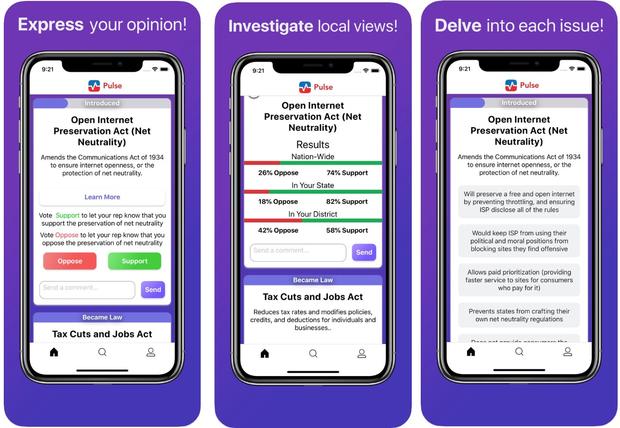 Express your opinion!
9:21
Pulse
Introduced
Open Internet
Preservation Act (Net
Neutrality)
Amends the Communications Act of 1934
to ensure internet openness, or the
protection of net neutrality.
Learn More
Vote Support to let your rep know that you
support the preservation of net neutrality
Vote Oppose to let your rep know that you
oppose the preservation of net neutrality
Oppose
Support
Send a comment...
Send
Became Law
Tax Cuts and Jobs Act
Investigate local views!
9:21
Pulse
Open Internet
Preservation Act (Net
Neutrality)
Results
Nation-Wide
26% Oppose 74% Support
In Your State
18% Oppose 82% Support
In Your District
42% Oppose 58% Support
Send a comment...
Send
Became Law
Tax Cuts and Jobs Act
Reduces tax rates and modifies policies,
credits, and deductions for individuals and
businesses..
Delve into each issue!
9:21
Pulse
Introduced
Open Internet
Preservation Act (Net
Neutrality)
Amends the Communications Act of 1934
to ensure internet openness, or the
protection of net neutrality.
Will preserve a free and open internet
by preventing throttling, and ensuring
ISP disclose all of the rules
Would keep ISP from using their
political and moral positions from
blocking sites they find offensive
Allows paid prioritization (providing
faster service to sites for consumers
who pay for it)
Prevents states from crafting their
own net neutrality regulations